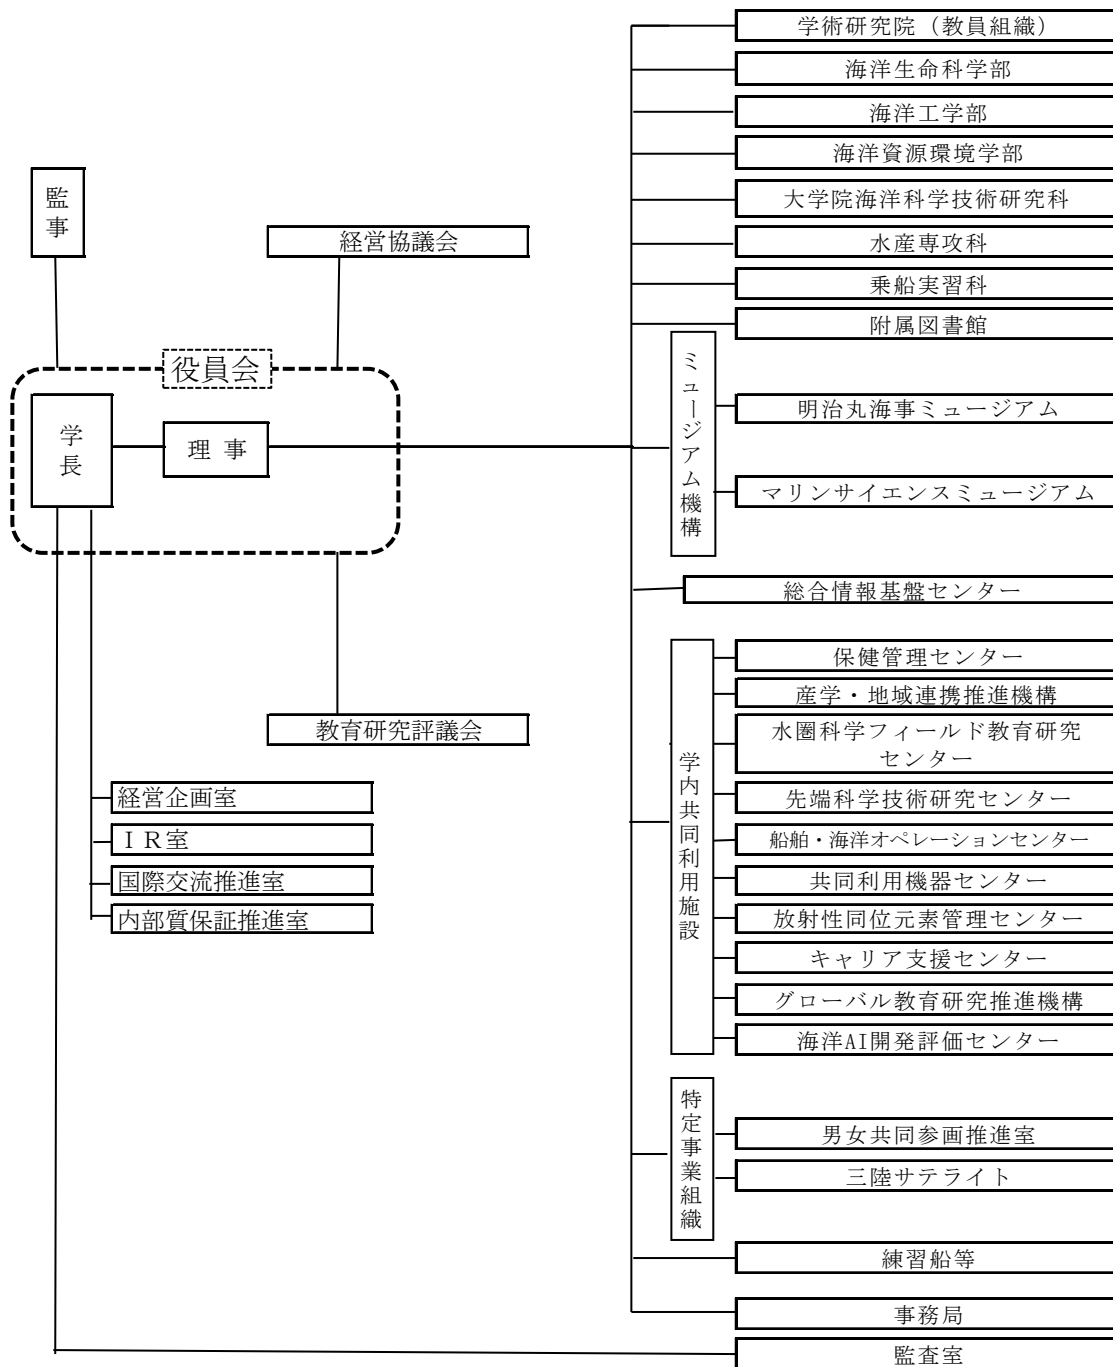 学術研究院（教員組織）
海洋生命科学部
海洋工学部
海洋資源環境学部
大学院海洋科学技術研究科
水産専攻科
乗船実習科
附属図書館
監事
経営協議会
役員会
学長
理事
ミュージアム機構
明治丸海事ミュージアム
マリンサイエンスミュージアム
総合情報基盤センター
教育研究評議会
経営企画室
ＩＲ室
国際交流推進室
内部質保証推進室
学内共同利用施設
保健管理センター
産学・地域連携推進機構
水圏科学フィールド教育研究
センター
先端科学技術研究センター
船舶・海洋オペレーションセンター
共同利用機器センター
放射性同位元素管理センター
キャリア支援センター
グローバル教育研究推進機構
海洋AI開発評価センター
特定事業組織
男女共同参画推進室
三陸サテライト
練習船等
事務局
監査室